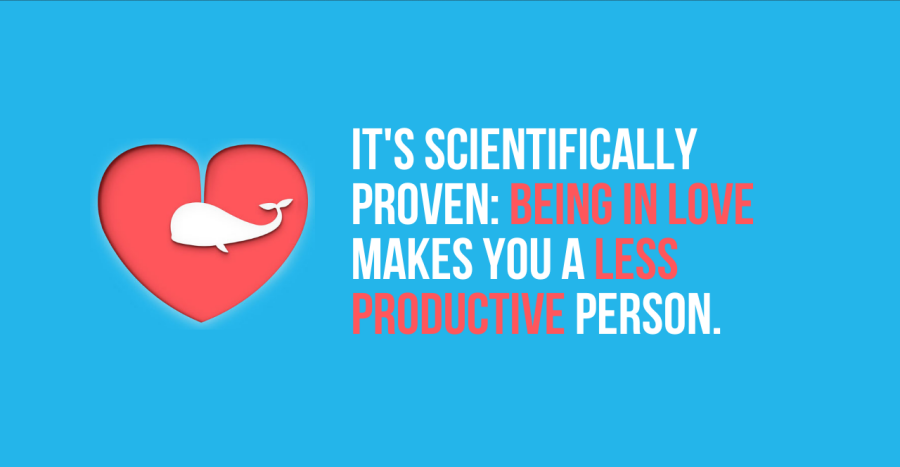 IT'S SCIENTIFICALLY
PROVEN: BEING IN LOVE
MAKES YOU A LESS
PRODUCTIVE PERSON.